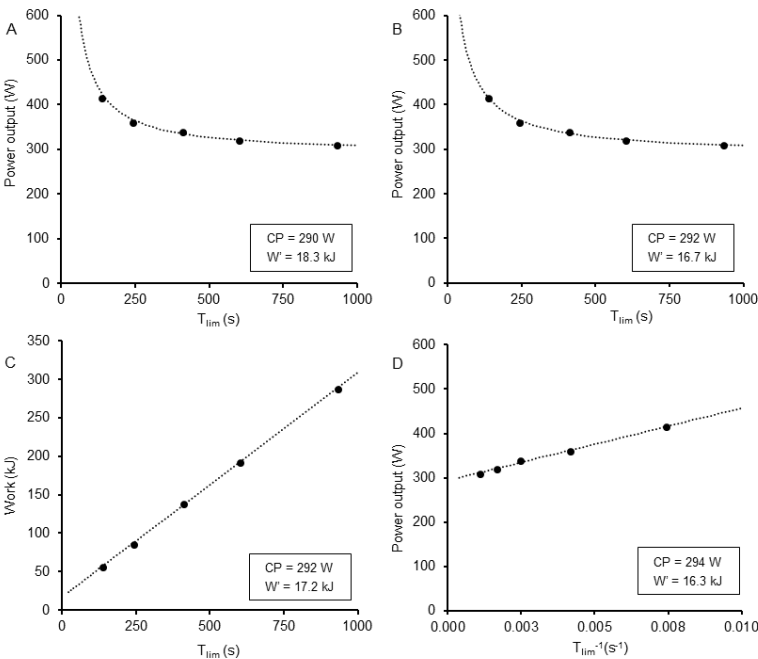 A
Power output (W)
600
500
400
300
200
100
0
CP = 290 W
W' = 18.3 kJ
0 250 500 750 1000
Tlim (s)
B
Power output (W)
600
500
400
300
200
100
0
CP = 292 W
W' = 16.7 kJ
0 250 500 750 1000
Tlim (s)
C
Work (kJ)
350
300
250
200
150
100
50
0
CP = 292 W
W' = 17.2 kJ
0 250 500 750 1000
Tlim (s)
D
Power output (W)
600
500
400
300
200
100
0
CP = 294 W
W' = 16.3 kJ
0.000 0.003 0.005 0.008 0.010
Tlim-1(s-1)